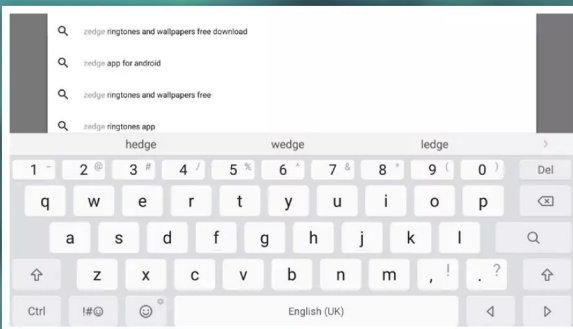 zedge ringtones and wallpapers free download
zedge app for android
zedge ringtones and wallpapers free
zedge ringtones app
hedge wedge ledge
1 - 2 @ 3 # 4 / 5 % 6 ^ 7 & 8 * 9 ( 0 ) Del
q w e r t y u i o p
a s d f g h j k l
z x c v b n m , ! . ?
Ctrl !#☺ English (UK)